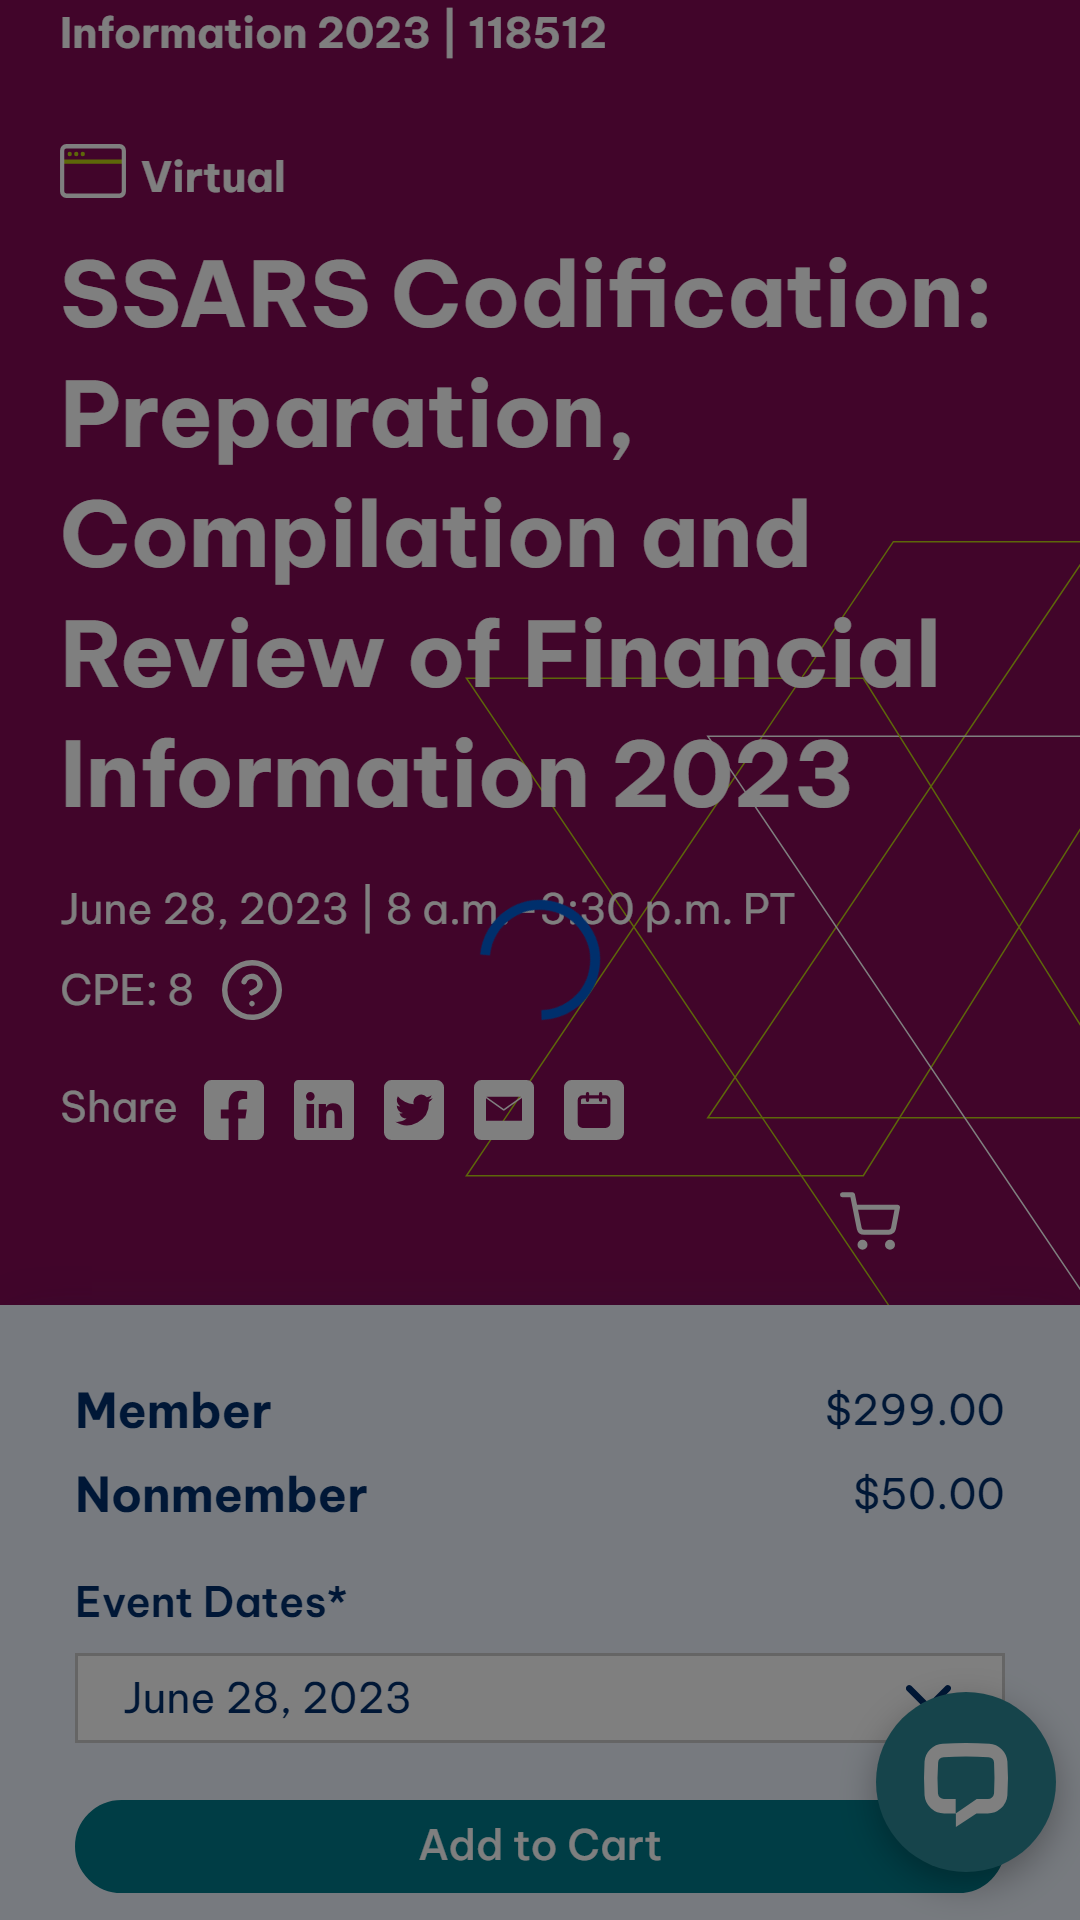 Information 2023 | 118512
Virtual
SSARS Codification:
Preparation,
Compilation and
Review of Financial
Information 2023
June 28, 2023 | 8 a.m.-3:30 p.m. PT
CPE: 8
Share
Member $299.00
Nonmember $50.00
Event Dates*
June 28, 2023
Add to Cart